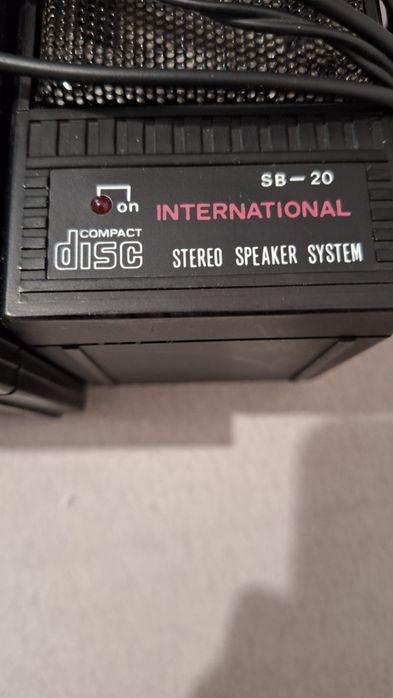 SB-20
on INTERNATIONAL
COMPACT
disc
STEREO SPEAKER SYSTEM